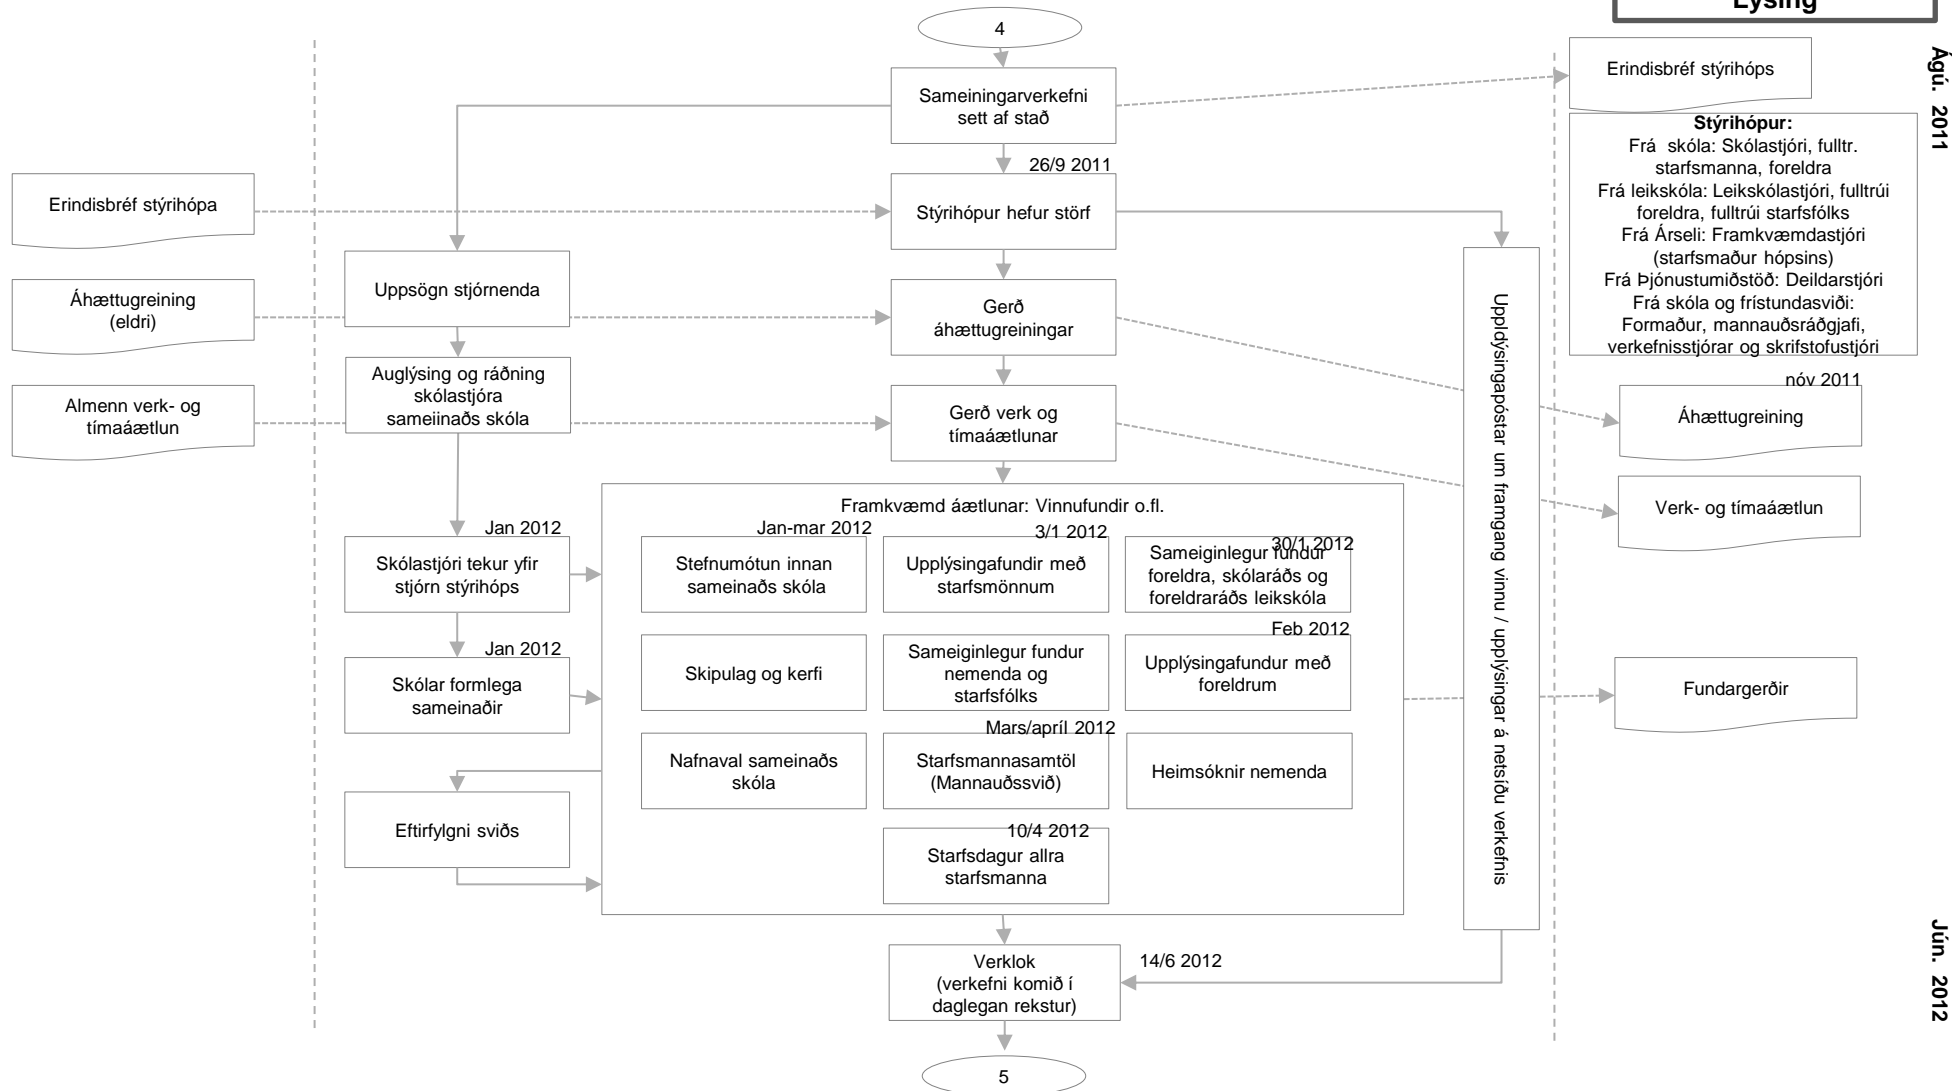 Lýsing
4
Ágú. 2011
Sameiningarverkefni
sett af stað
Erindisbréf stýrihóps
Stýrihópur:
Frá skóla: Skólastjóri, fulltr.
starfsmanna, foreldra
Frá leikskóla: Leikskólastjóri, fulltrúi
foreldra, fulltrúi starfsfólks
Frá Árseli: Framkvæmdastjóri
(starfsmaður hópsins)
Frá Þjónustumiðstöð: Deildarstjóri
Frá skóla og frístundasviði:
Formaður, mannauðsráðgjafi,
verkefnisstjórar og skrifstofustjóri
26/9 2011
Erindisbréf stýrihópa
Stýrihópur hefur störf
Uppsögn stjórnenda
Áhættugreining
(eldri)
Gerð
áhættugreiningar
Uppldýsingapóstar um framgang vinnu / upplýsingar á netsíðu verkefnis
Auglýsing og ráðning
skólastjóra
sameiinaðs skóla
Almenn verk- og
tímaáætlun
Gerð verk og
tímaáætlunar
nóv 2011
Áhættugreining
Verk- og tímaáætlun
Framkvæmd áætlunar: Vinnufundir o.fl.
Jan 2012
Skólastjóri tekur yfir
stjórn stýrihóps
Jan-mar 2012
Stefnumótun innan
sameinaðs skóla
3/1 2012
Upplýsingafundir með
starfsmönnum
30/1 2012
Sameiginlegur fundur
foreldra, skólaráðs og
foreldraráðs leikskóla
Jan 2012
Skólar formlega
sameinaðir
Skipulag og kerfi
Sameiginlegur fundur
nemenda og
starfsfólks
Feb 2012
Upplýsingafundur með
foreldrum
Fundargerðir
Nafnaval sameinaðs
skóla
Mars/apríl 2012
Starfsmannasamtöl
(Mannauðssvið)
Heimsóknir nemenda
Eftirfylgni sviðs
10/4 2012
Starfsdagur allra
starfsmanna
Verklok
(verkefni komið í
daglegan rekstur)
14/6 2012
Jún. 2012
5